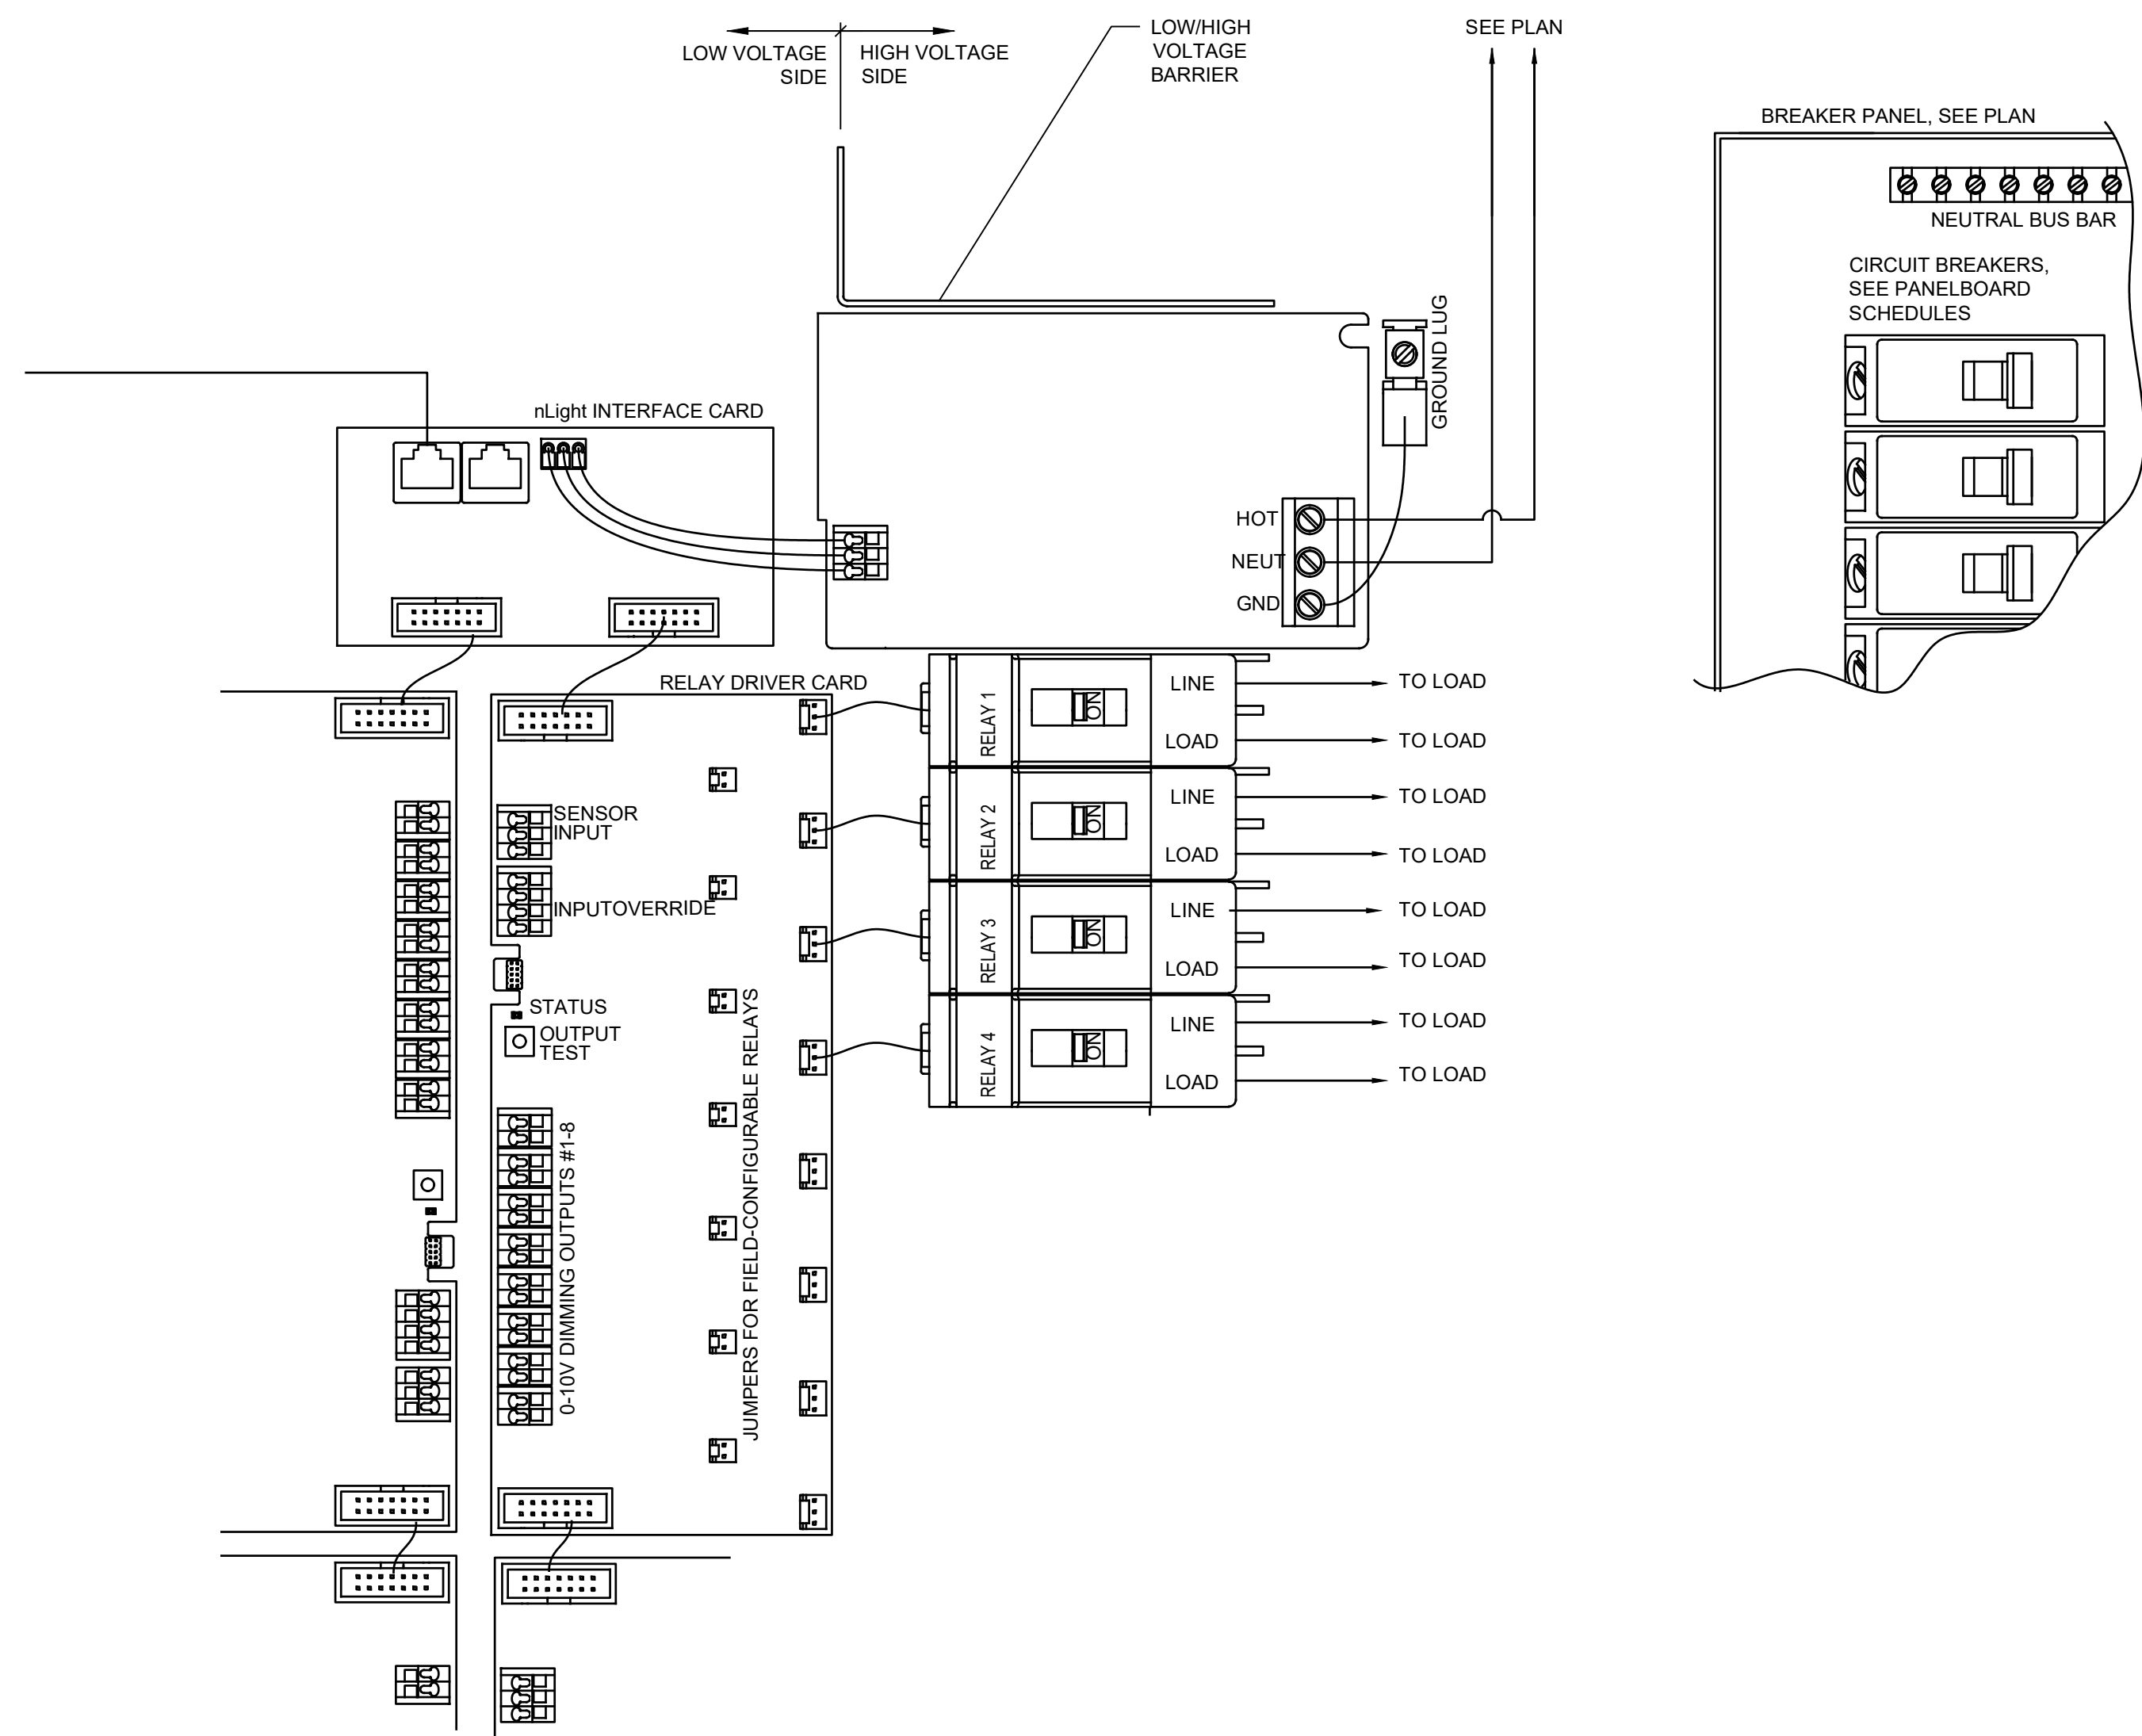 LOW VOLTAGE
SIDE
HIGH VOLTAGE
SIDE
LOW/HIGH
VOLTAGE
BARRIER
SEE PLAN
BREAKER PANEL, SEE PLAN
NEUTRAL BUS BAR
CIRCUIT BREAKERS,
SEE PANELBOARD
SCHEDULES
GROUND LUG
nLight INTERFACE CARD
HOT
NEUT
GND
RELAY DRIVER CARD
RELAY 1
ON
LINE
TO LOAD
LOAD
TO LOAD
RELAY 2
ON
LINE
TO LOAD
LOAD
TO LOAD
RELAY 3
ON
LINE
TO LOAD
LOAD
TO LOAD
RELAY 4
ON
LINE
TO LOAD
LOAD
TO LOAD
SENSOR
INPUT
INPUTOVERRIDE
STATUS
OUTPUT
TEST
0-10V DIMMING OUTPUTS #1-8
JUMPERS FOR FIELD-CONFIGURABLE RELAYS